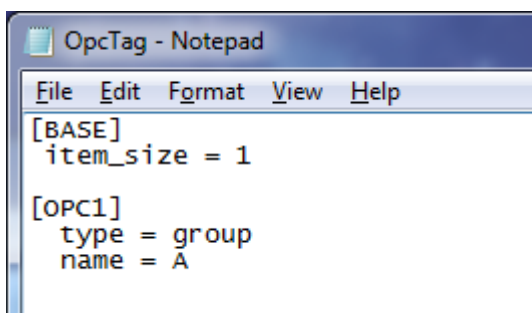 OpcTag - Notepad
File Edit Format View Help
[BASE]
item_size = 1
[OPC1]
type = group
name = A